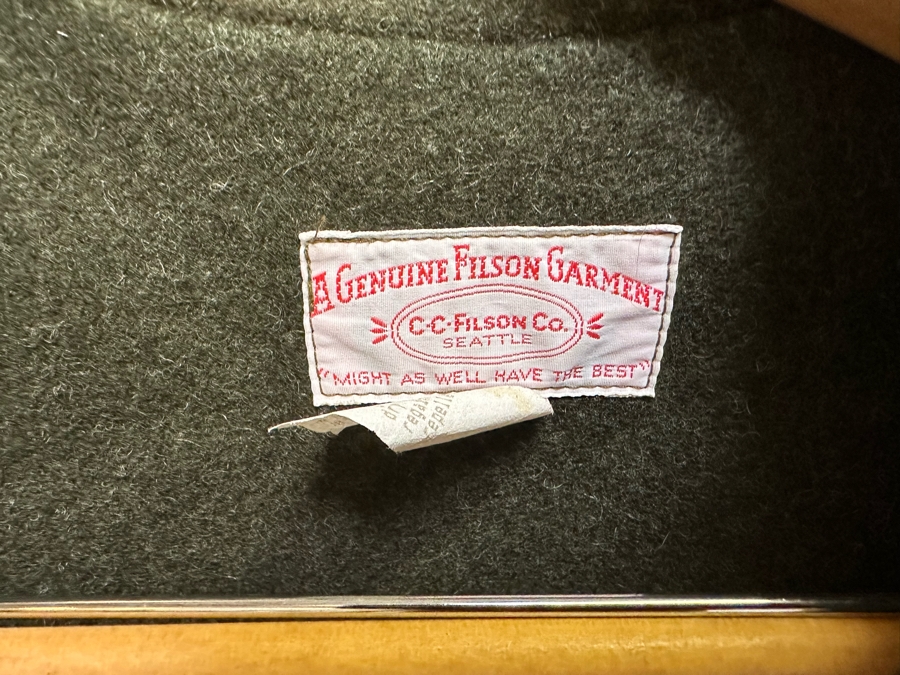 A GENUINE FILSON GARMENT
C·C·FILSON CO.
SEATTLE
"MIGHT AS WELL HAVE THE BEST"